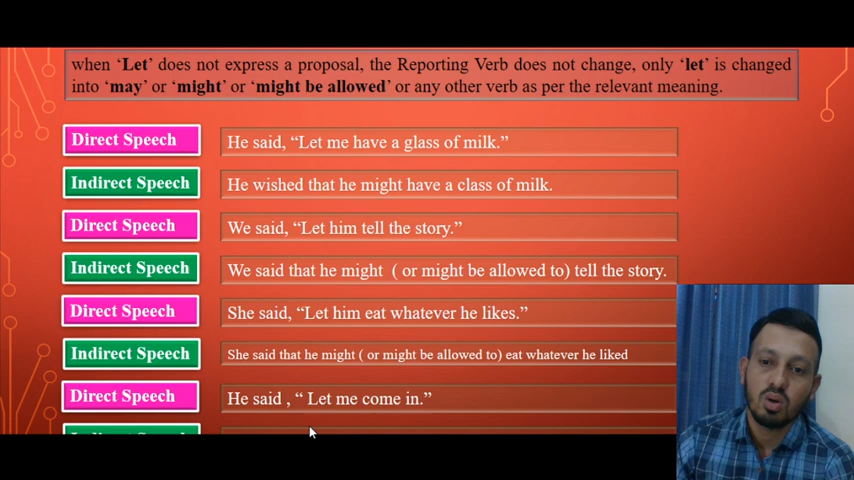 when ‘Let’ does not express a proposal, the Reporting Verb does not change, only ‘let’ is changed
into ‘may’ or ‘might’ or ‘might be allowed’ or any other verb as per the relevant meaning.
Direct Speech He said, “Let me have a glass of milk.”
Indirect Speech He wished that he might have a class of milk.
Direct Speech We said, “Let him tell the story.”
Indirect Speech We said that he might ( or might be allowed to) tell the story.
Direct Speech She said, “Let him eat whatever he likes.”
Indirect Speech She said that he might ( or might be allowed to) eat whatever he liked
Direct Speech He said , “ Let me come in.”